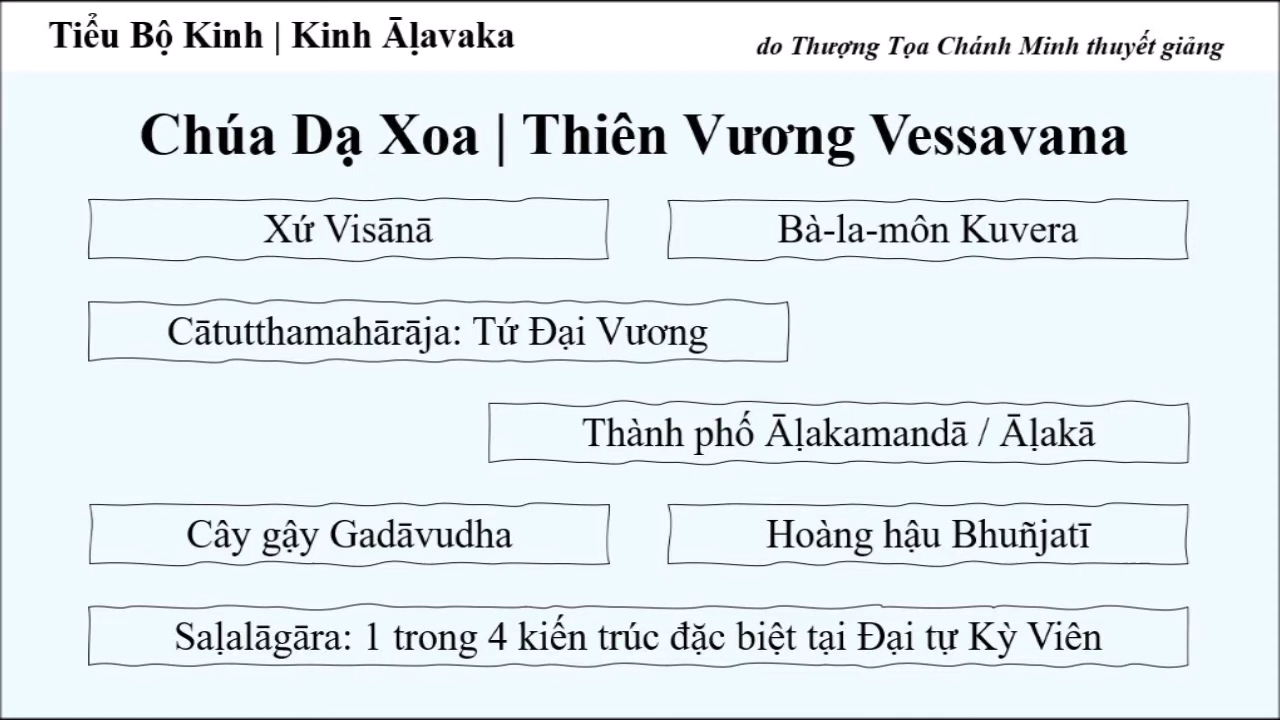 Tiểu Bộ Kinh | Kinh Āḷavaka
do Thượng Tọa Chánh Minh thuyết giảng
Chúa Dạ Xoa | Thiên Vương Vessavana
Xứ Visānā
Bà-la-môn Kuvera
Cātutthamahārāja: Tứ Đại Vương
Thành phố Āḷakamandā / Āḷakā
Cây gậy Gadāvudha
Hoàng hậu Bhuñjatī
Saḷalāgāra: 1 trong 4 kiến trúc đặc biệt tại Đại tự Kỳ Viên